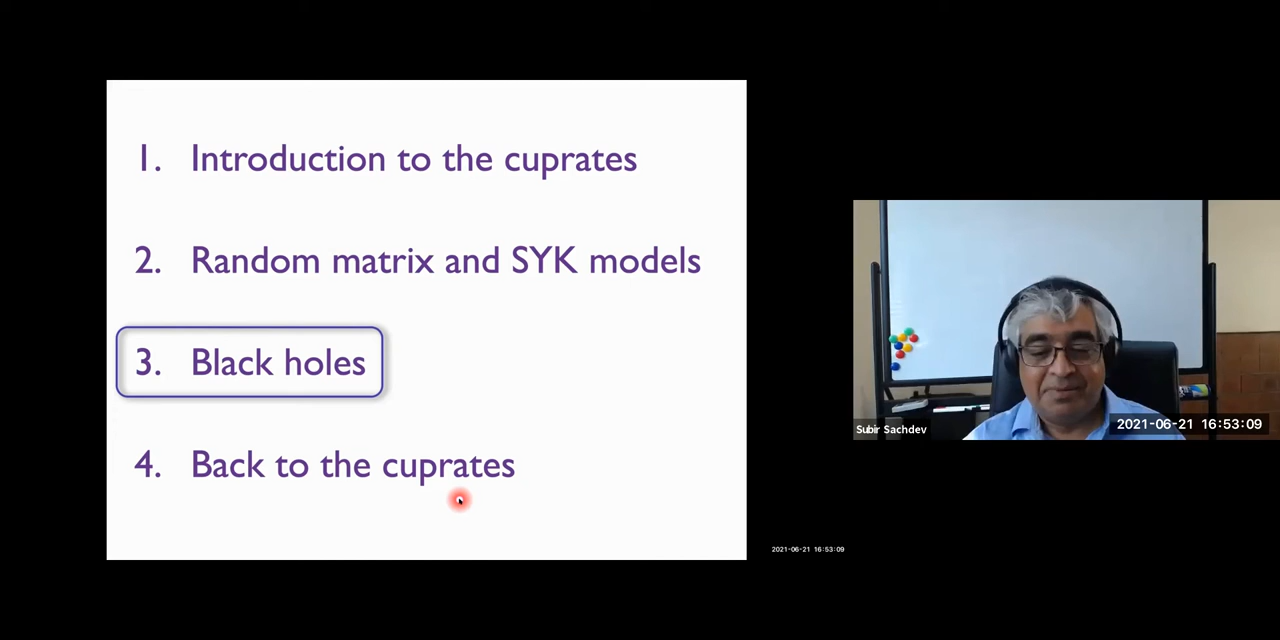 1. Introduction to the cuprates
2. Random matrix and SYK models
3. Black holes
4. Back to the cuprates
Subir Sachdev
2021-06-21 16:53:09
2021-06-21 16:53:09